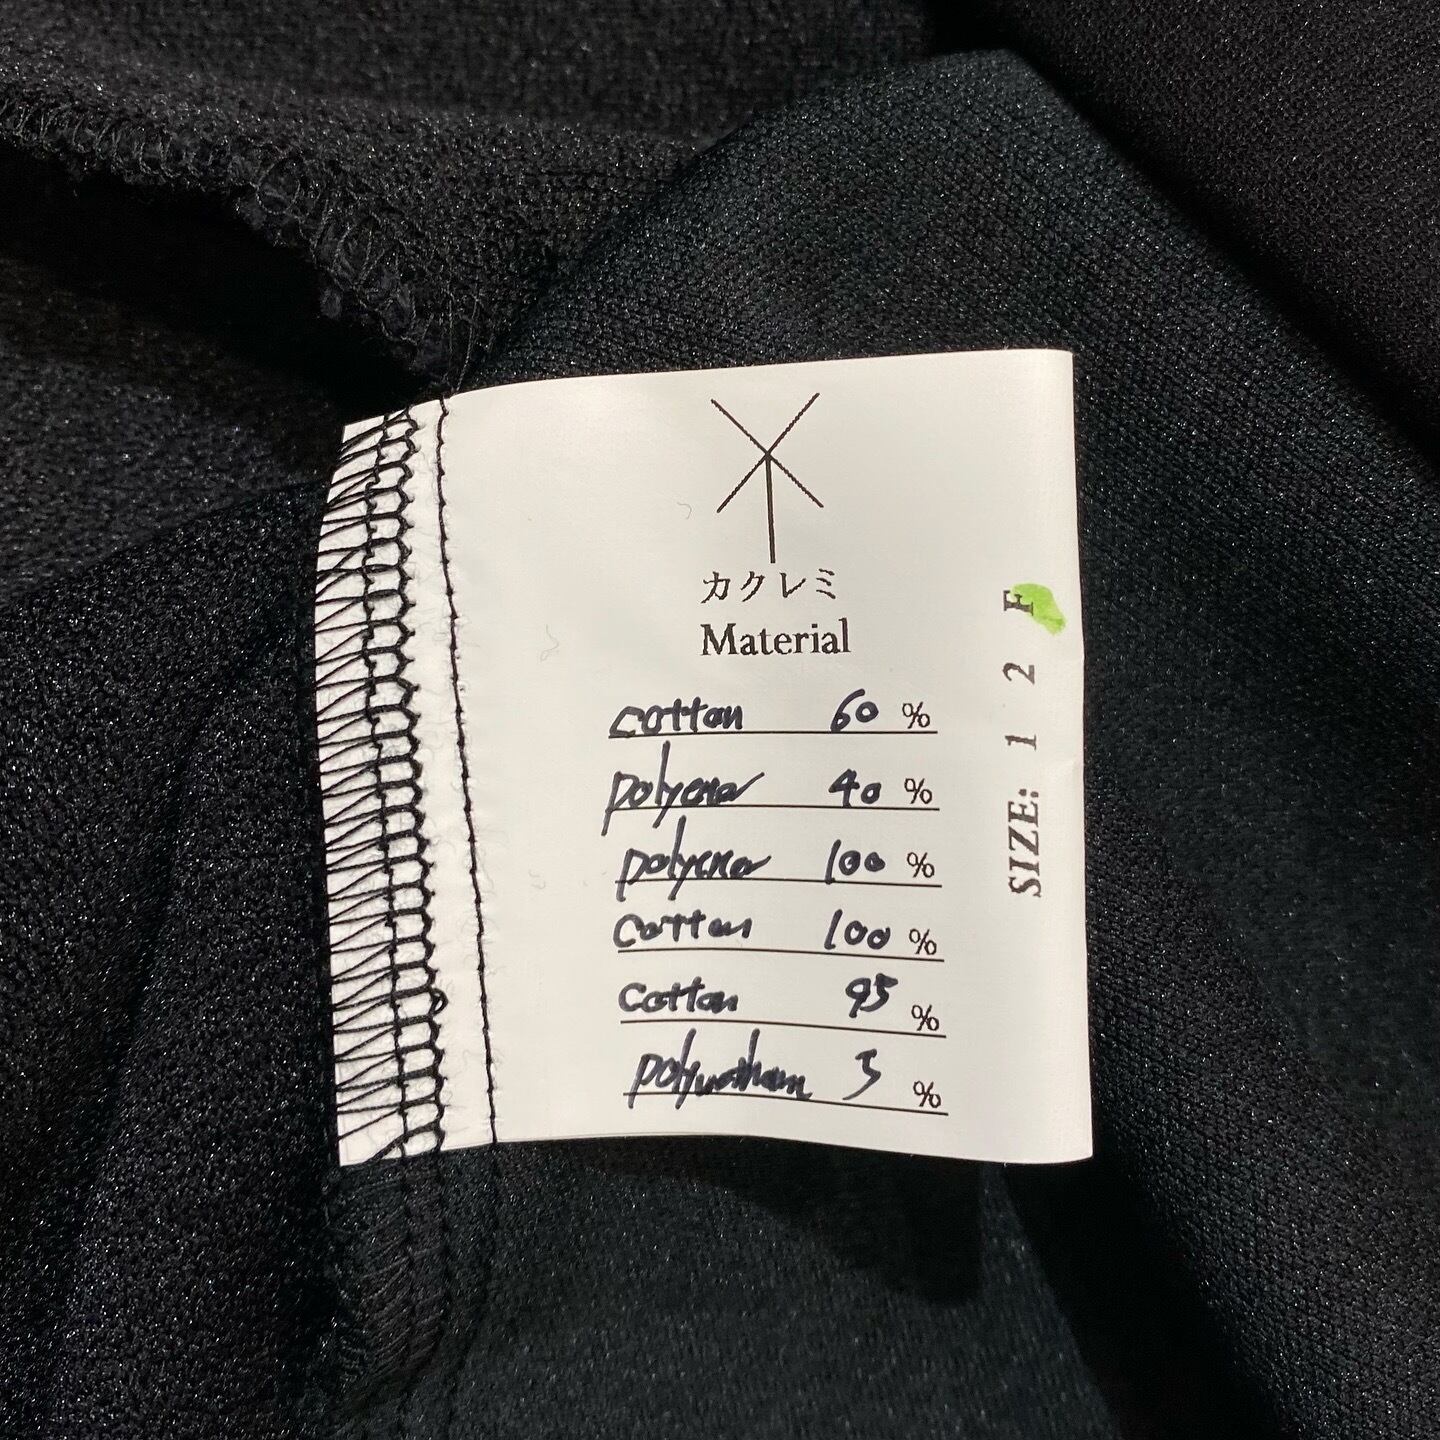 カクレミ
Material
cotton 60 %
polyester 40 %
polyester 100 %
cotton 100 %
cotton 95 %
5 %
SIZE: 1 2 F